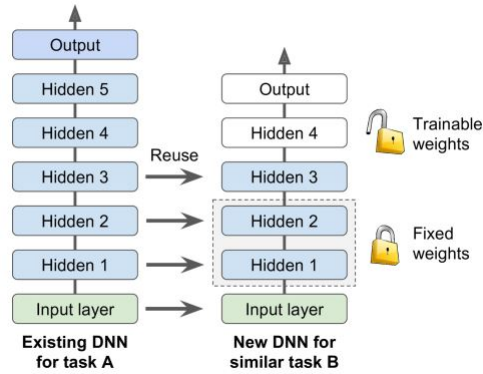 Output
Hidden 5
Hidden 4
Hidden 3
Hidden 2
Hidden 1
Input layer
Existing DNN
for task A
Reuse
Output
Hidden 4
Hidden 3
Hidden 2
Hidden 1
Input layer
New DNN for
similar task B
Trainable
weights
Fixed
weights